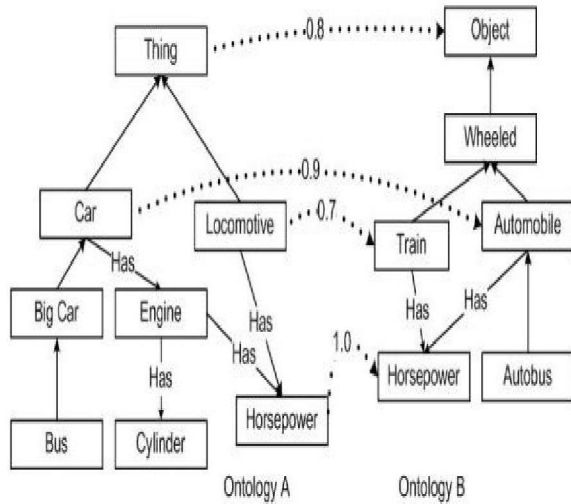 Thing
0.8
Object
Wheeled
0.9
Car
Locomotive
0.7
Train
Automobile
Has
Big Car
Engine
Has
Has
Has
Has
Has
1.0
Horsepower
Autobus
Bus
Cylinder
Horsepower
Ontology A
Ontology B